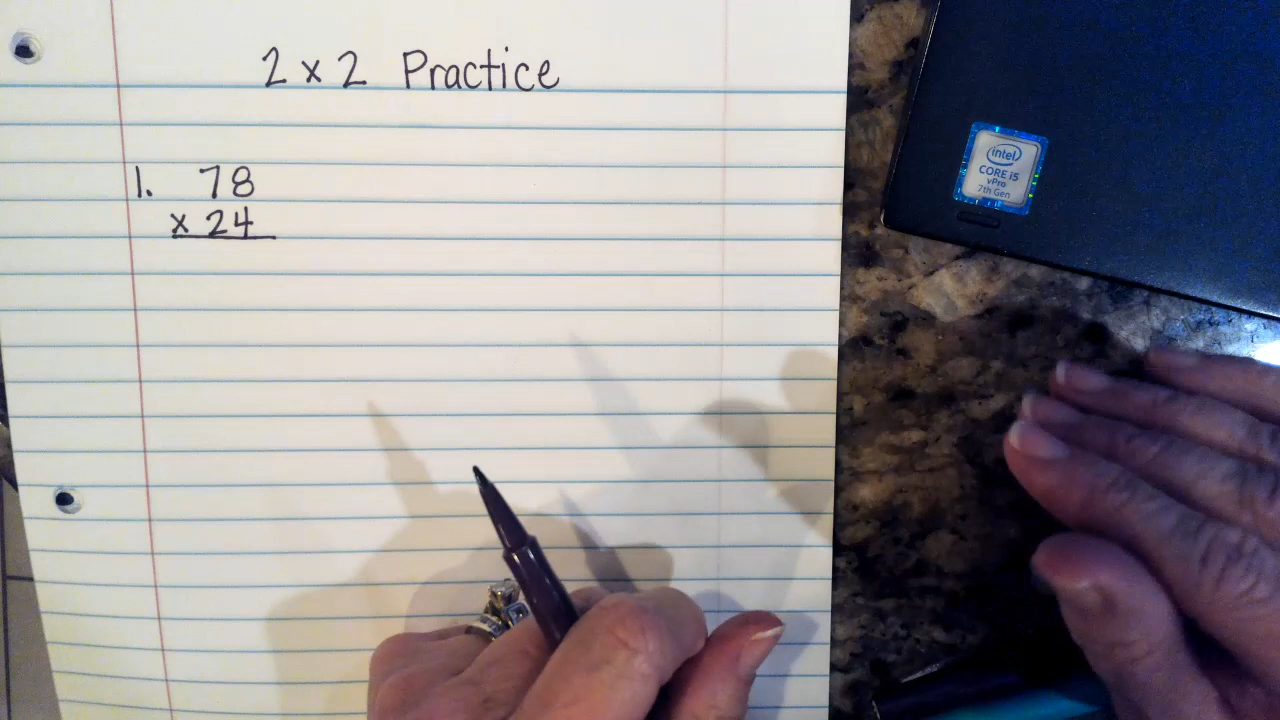 2 x 2 Practice
1. 78
x 24
intel
CORE i5
vPro
7th Gen